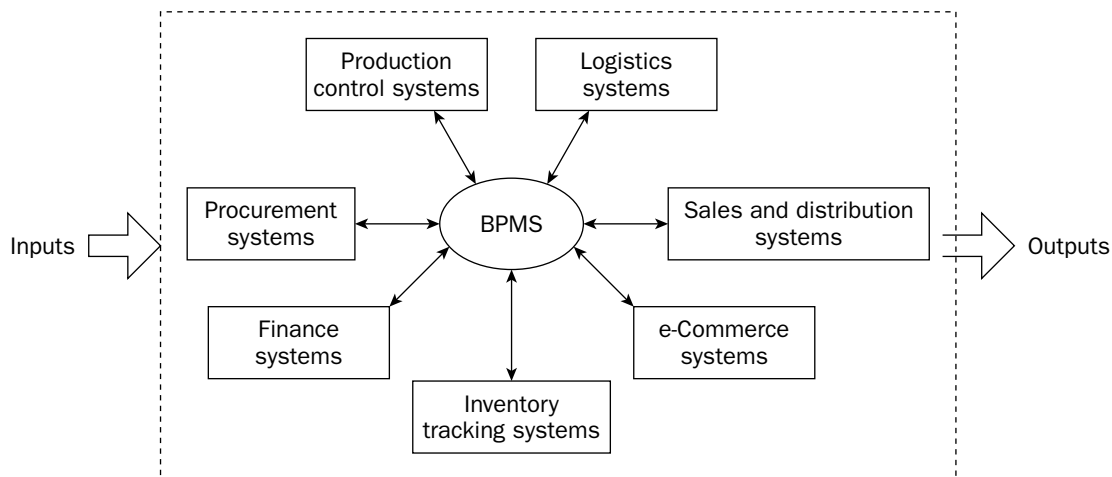 Production
control systems
Logistics
systems
Procurement
systems
BPMS
Sales and distribution
systems
Inputs
Outputs
Finance
systems
e-Commerce
systems
Inventory
tracking systems